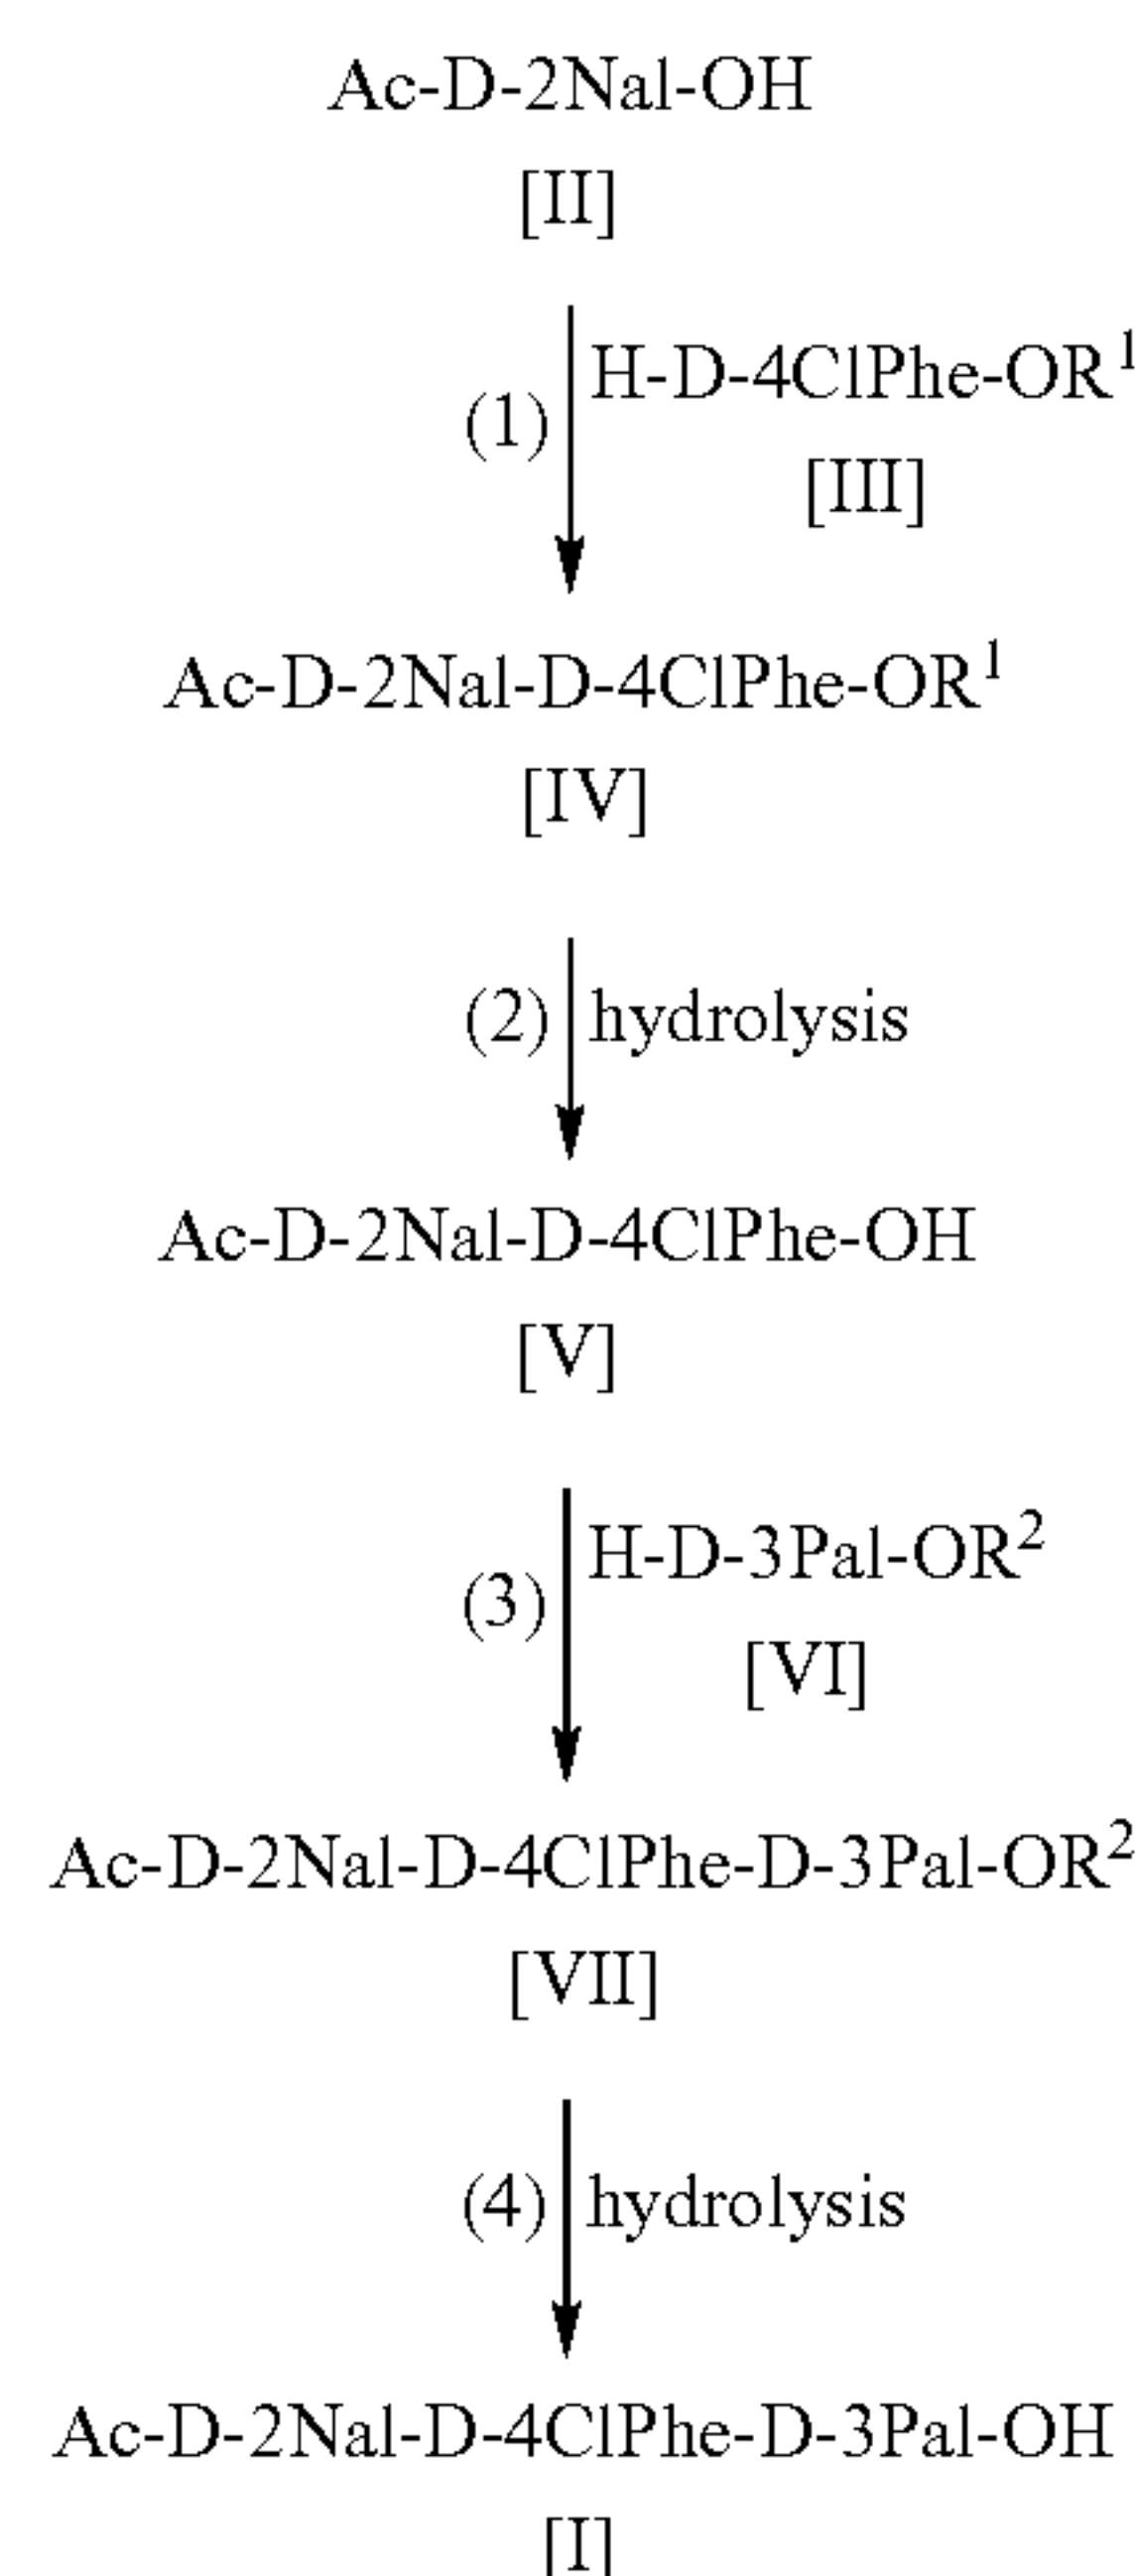 Ac-D-2Nal-OH
[II]
(1) H-D-4ClPhe-OR¹
[III]
Ac-D-2Nal-D-4ClPhe-OR¹
[IV]
(2) hydrolysis
Ac-D-2Nal-D-4ClPhe-OH
[V]
(3) H-D-3Pal-OR²
[VI]
Ac-D-2Nal-D-4ClPhe-D-3Pal-OR²
[VII]
(4) hydrolysis
Ac-D-2Nal-D-4ClPhe-D-3Pal-OH
[I]